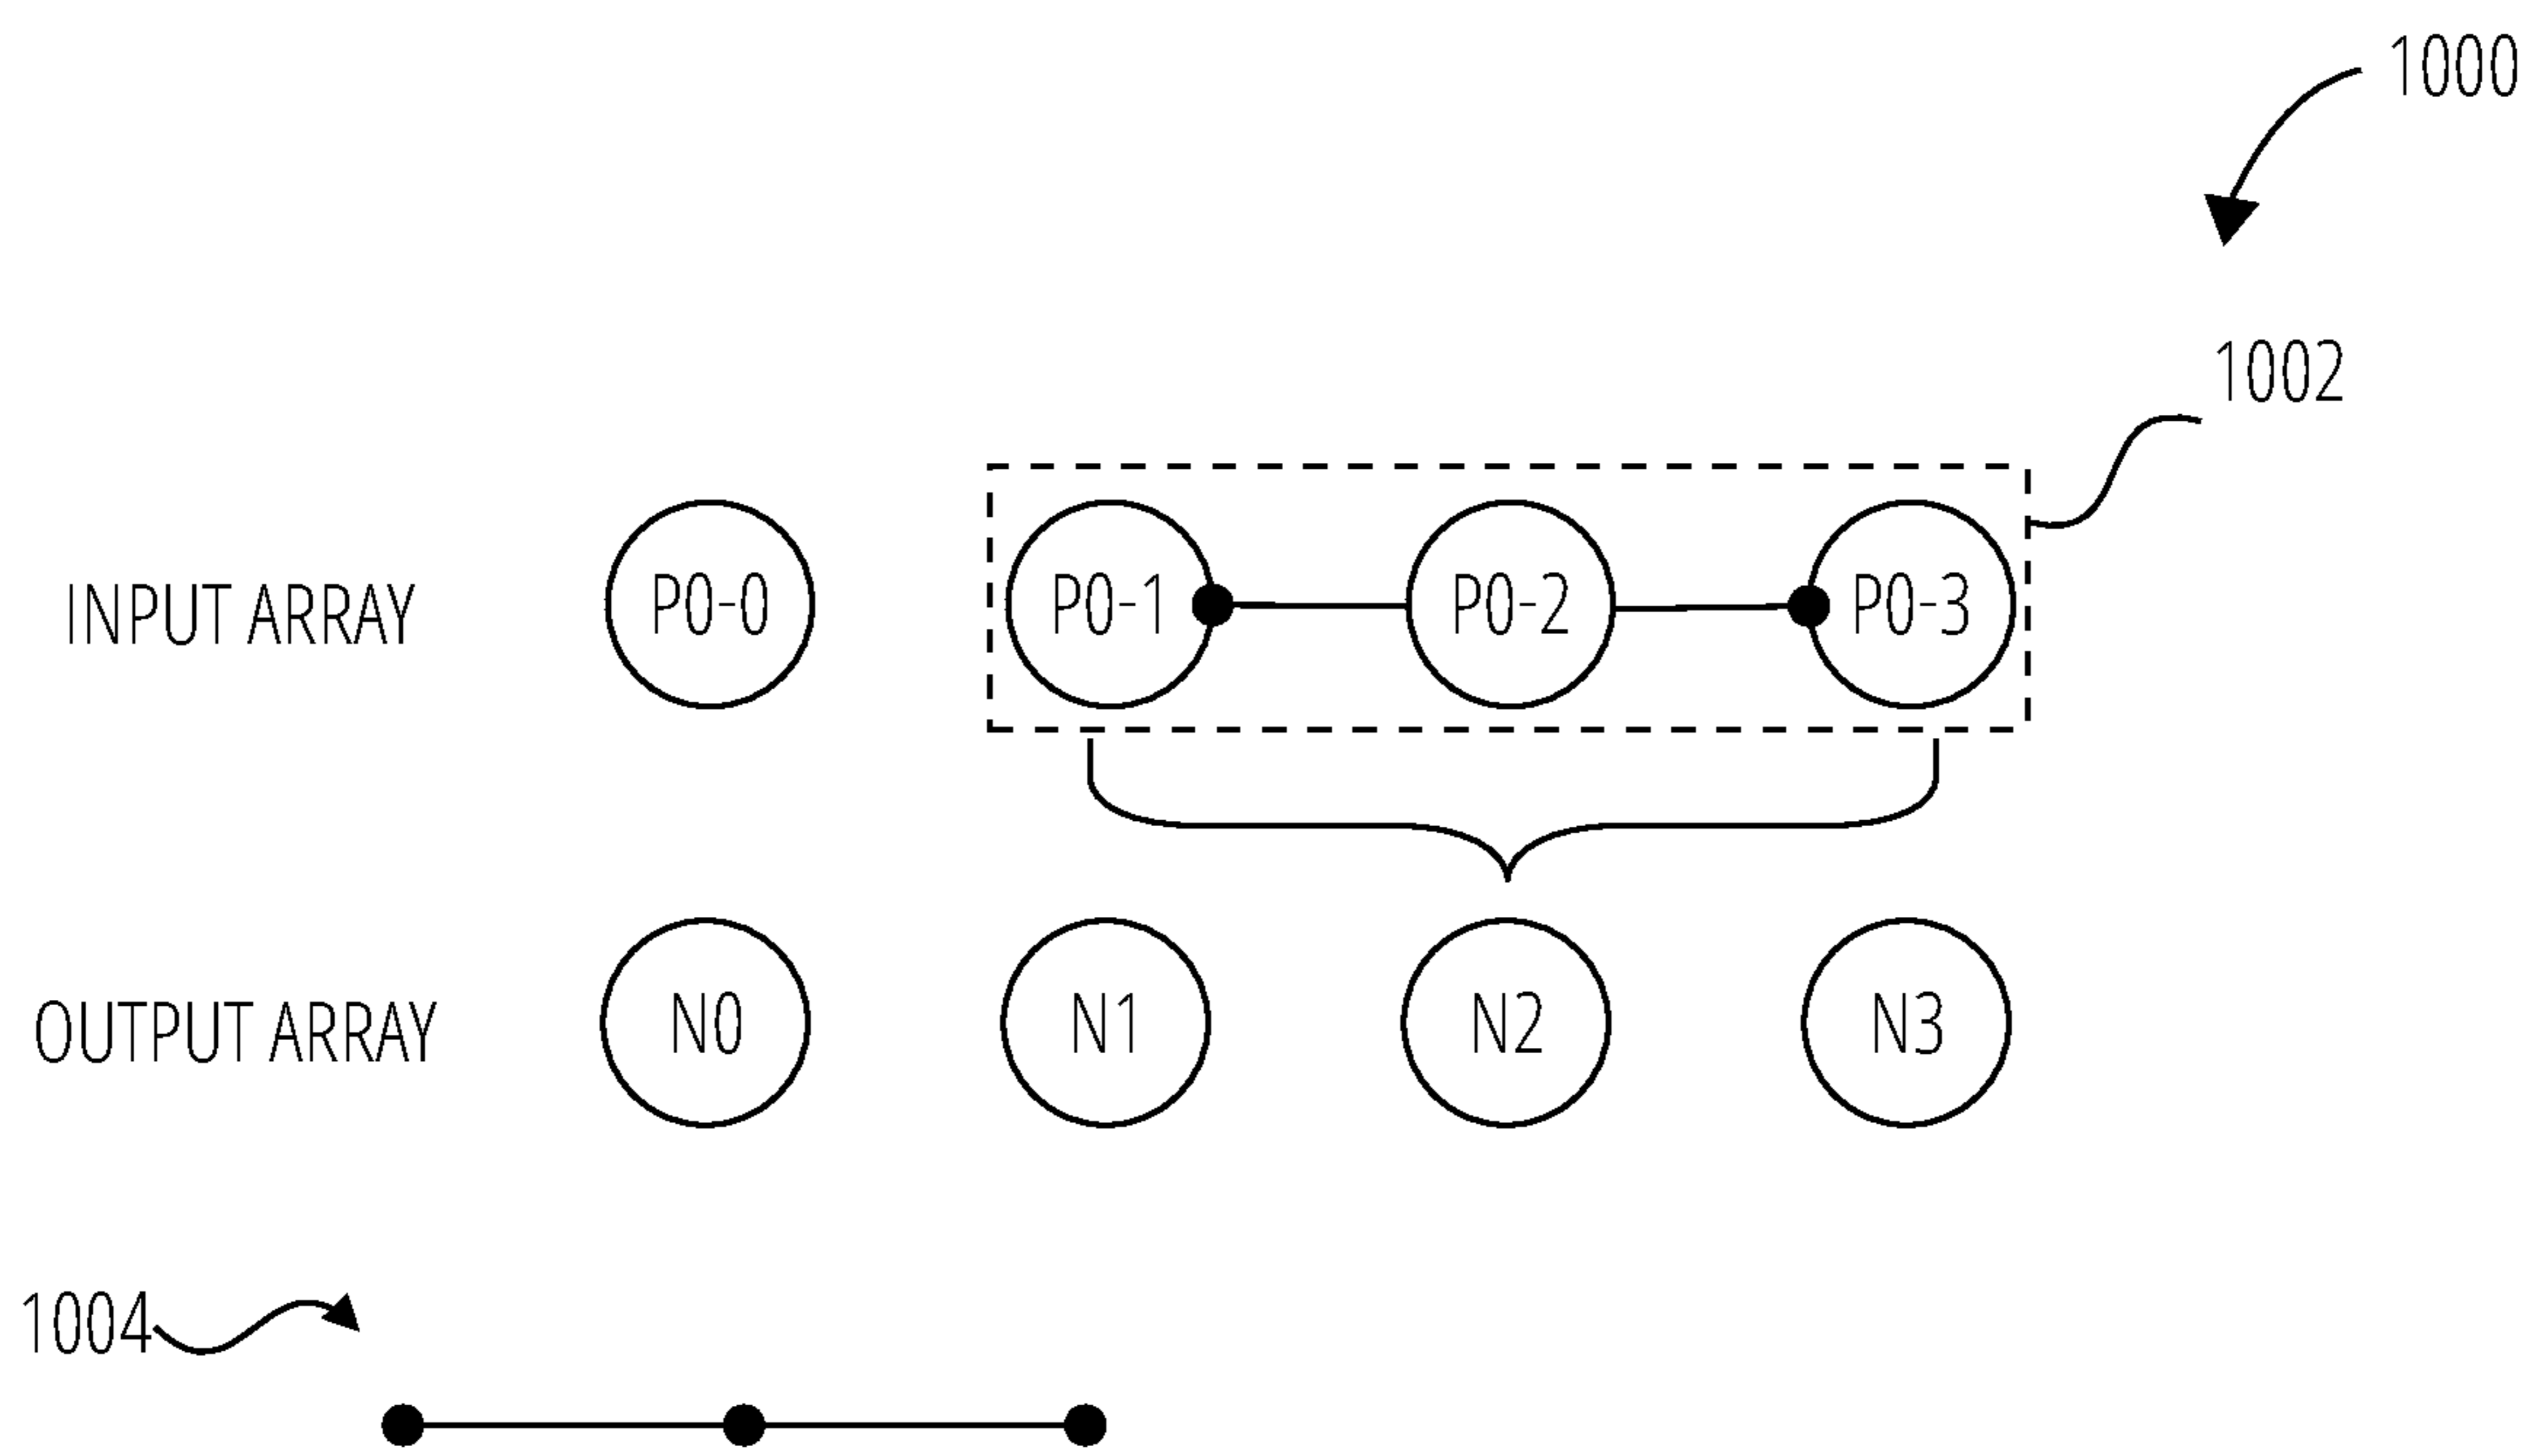 1000
1002
INPUT ARRAY P0-0 P0-1 P0-2 P0-3
OUTPUT ARRAY N0 N1 N2 N3
1004